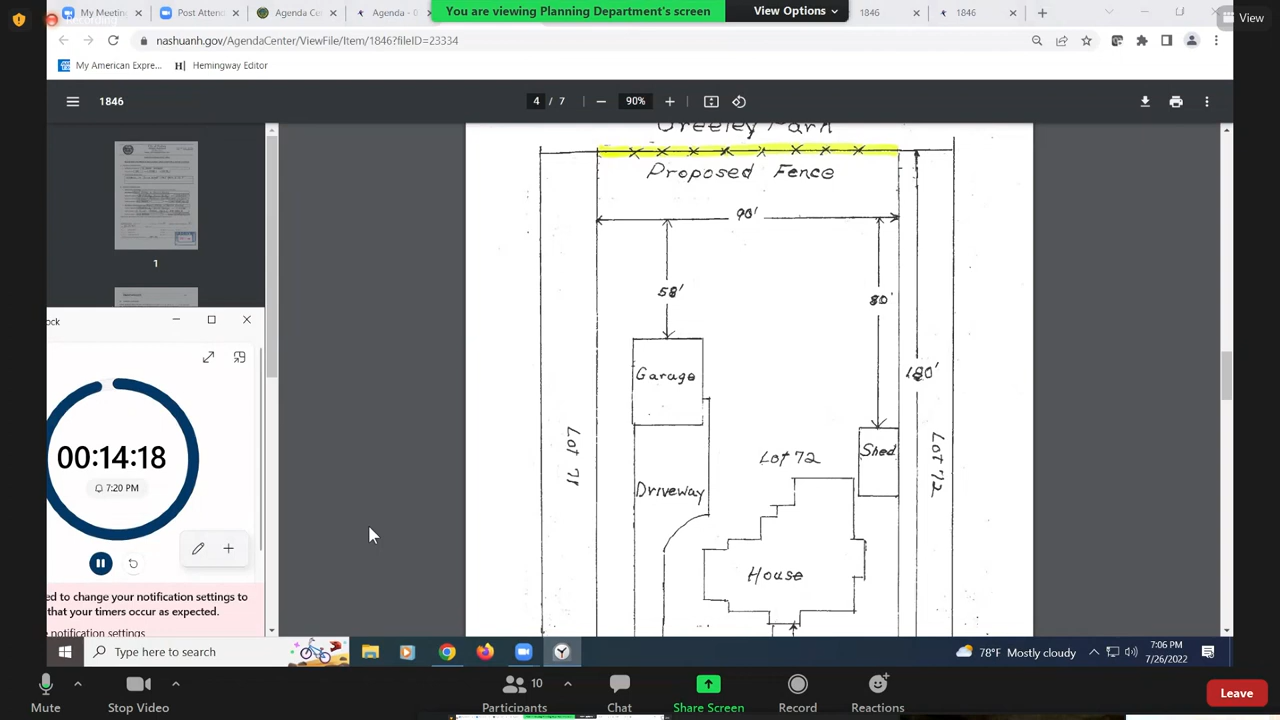 You are viewing Planning Department's screen
View Options
View
Recording
My Meeti
Post Atten
Agenda C
Agenda - 0
1846
1846
nashuanh.gov/AgendaCenter/ViewFile/Item/1846?fileID=23334
My American Expre...
H| Hemingway Editor
1846
4 / 7
90%
1
Greeley Park
Proposed Fence
90'
58'
80'
180'
Garage
Lot 71
Lot 72
Shed
Lot 72
Driveway
House
ock
00:14:18
7:20 PM
ed to change your notification settings to
that your timers occur as expected.
notification settings
Type here to search
78°F Mostly cloudy
7:06 PM
7/26/2022
Mute
Stop Video
10
Participants
Chat
Share Screen
Record
Reactions
Leave